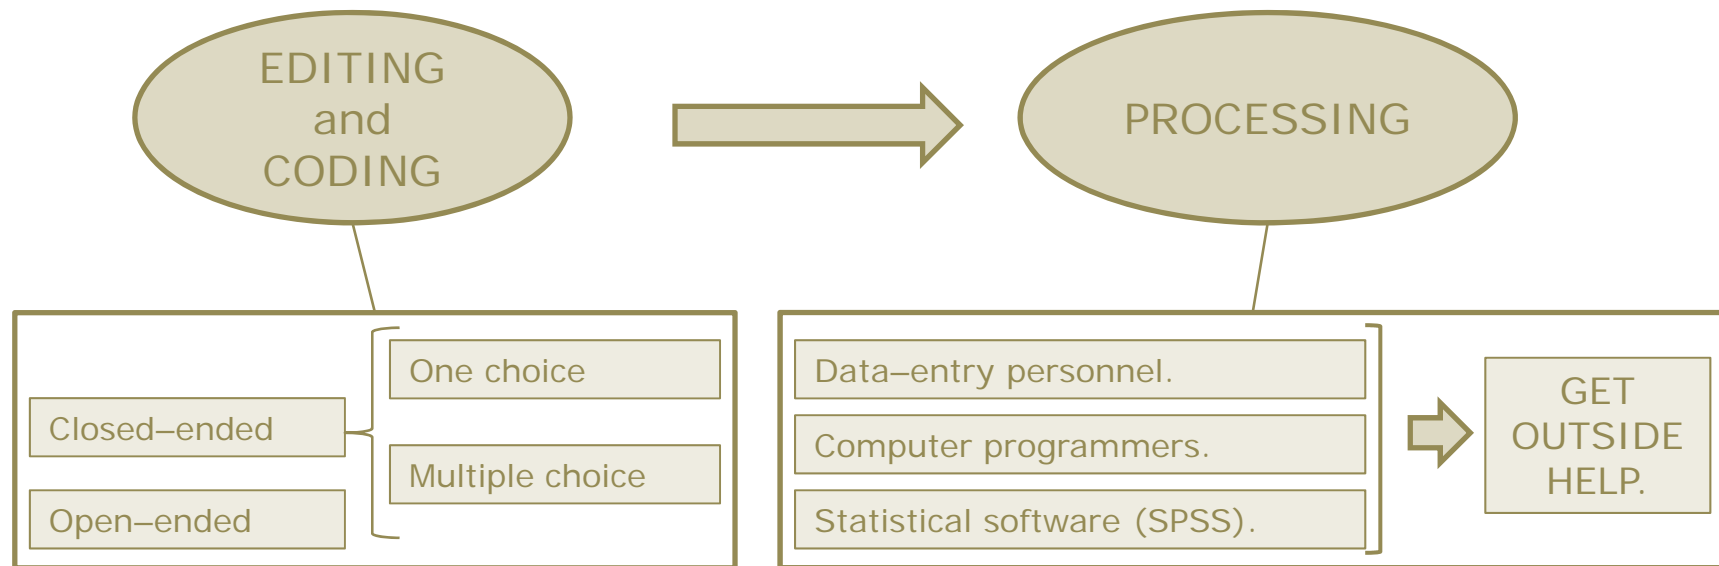 EDITING
and
CODING
PROCESSING
Closed–ended
Open–ended
One choice
Multiple choice
Data–entry personnel.
Computer programmers.
Statistical software (SPSS).
GET
OUTSIDE
HELP.